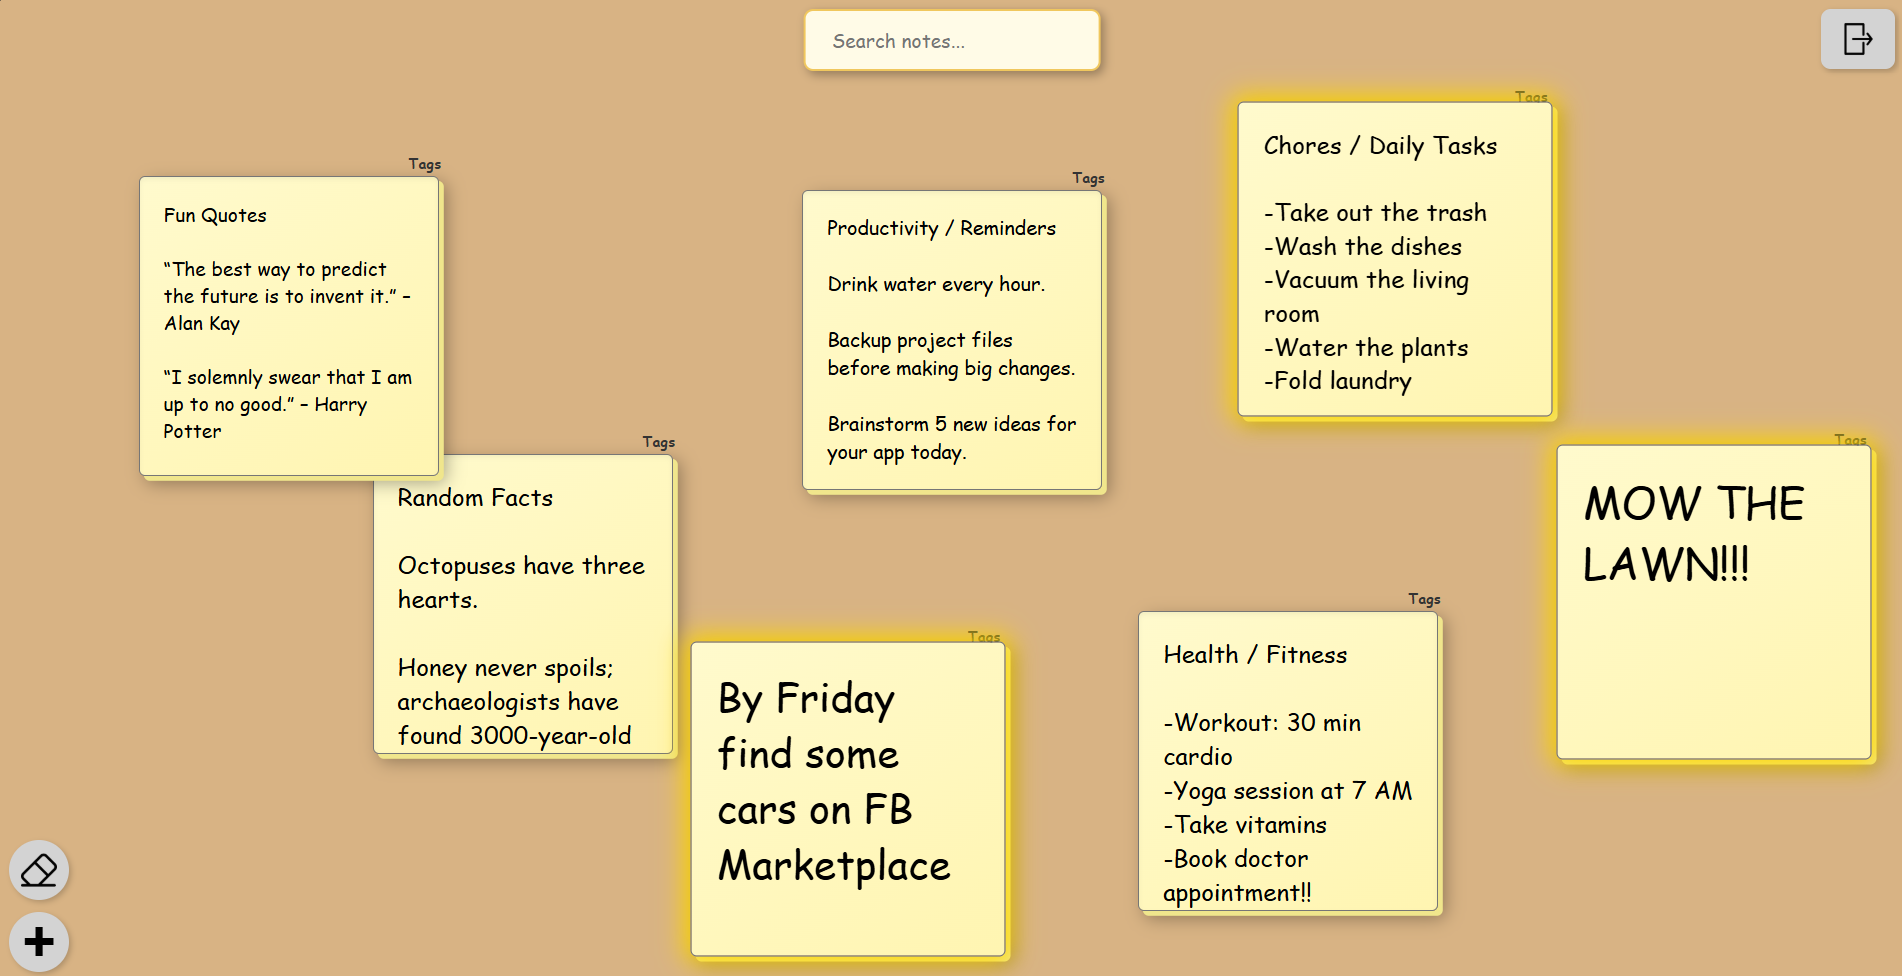 Search notes...
Tags
Fun Quotes
“The best way to predict
the future is to invent it.” –
Alan Kay
“I solemnly swear that I am
up to no good.” – Harry
Potter
Tags
Random Facts
Octopuses have three
hearts.
Honey never spoils;
archaeologists have
found 3000-year-old
Tags
Productivity / Reminders
Drink water every hour.
Backup project files
before making big changes.
Brainstorm 5 new ideas for
your app today.
Tags
By Friday
find some
cars on FB
Marketplace
Tags
Chores / Daily Tasks
-Take out the trash
-Wash the dishes
-Vacuum the living
room
-Water the plants
-Fold laundry
Tags
Health / Fitness
-Workout: 30 min
cardio
-Yoga session at 7 AM
-Take vitamins
-Book doctor
appointment!!
Tags
MOW THE
LAWN!!!